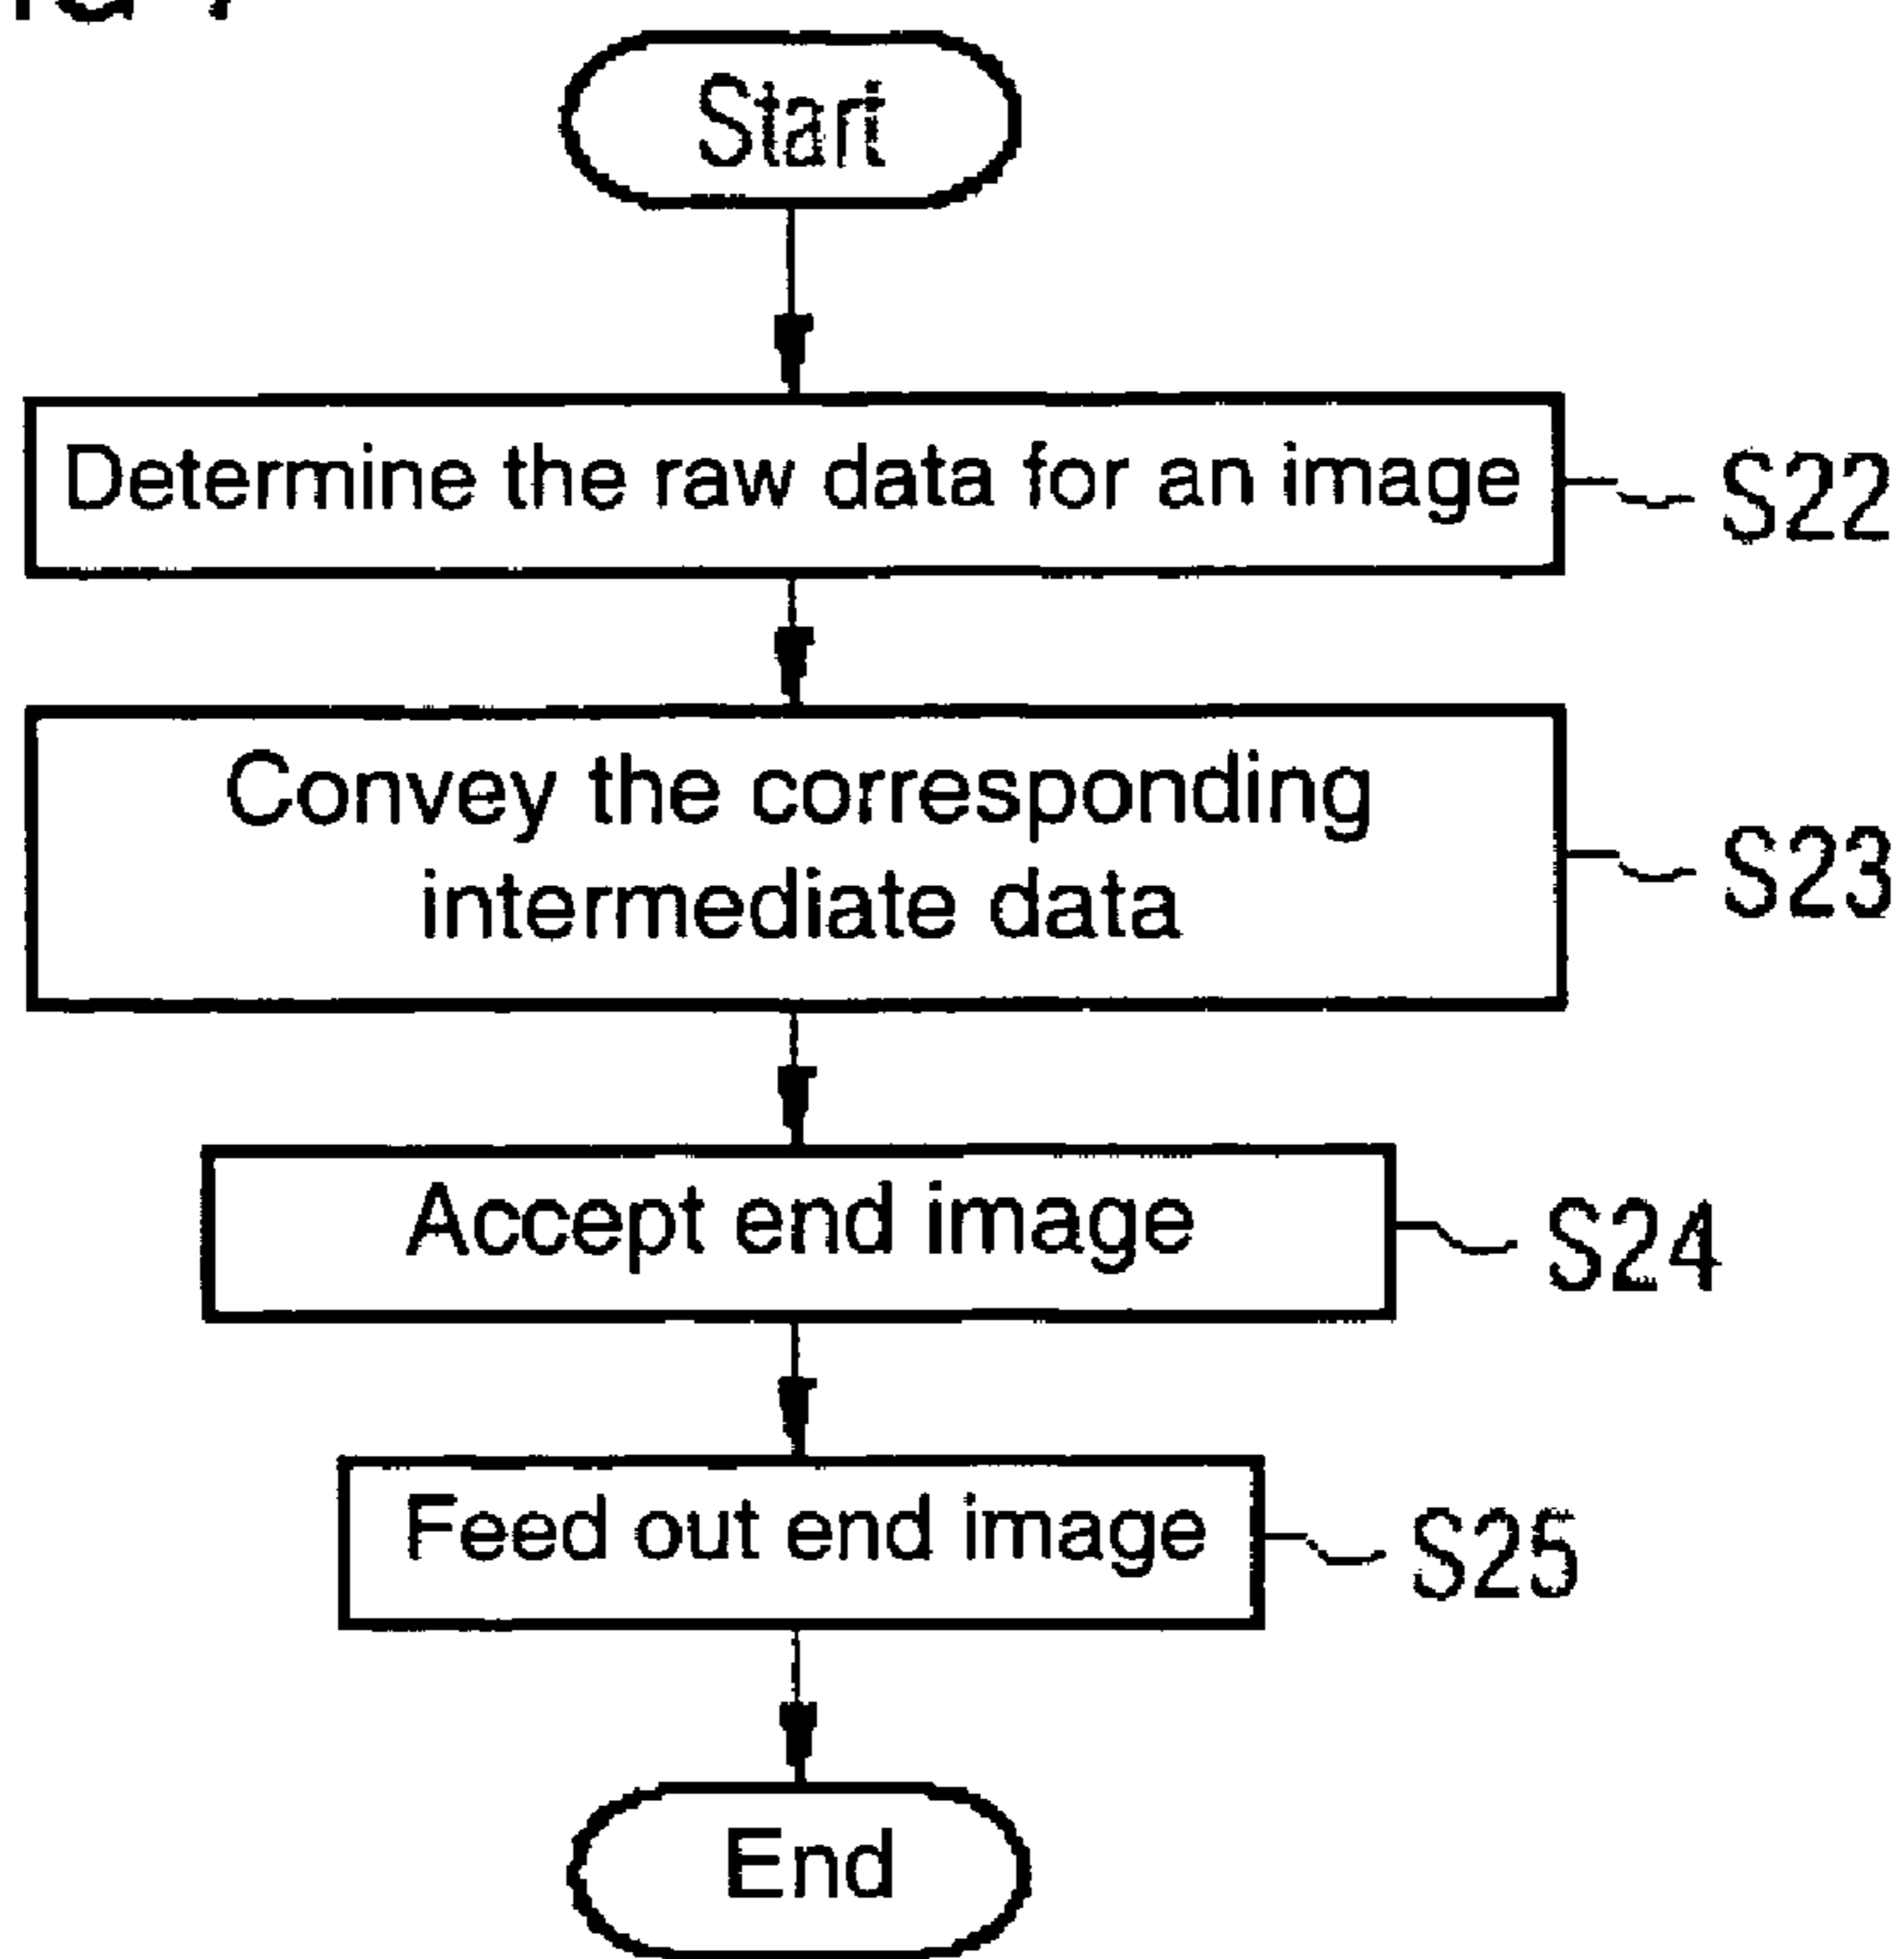 Start
Determine the raw data for an image
S22
Convey the corresponding
intermediate data
S23
Accept end image
S24
Feed out end image
S25
End